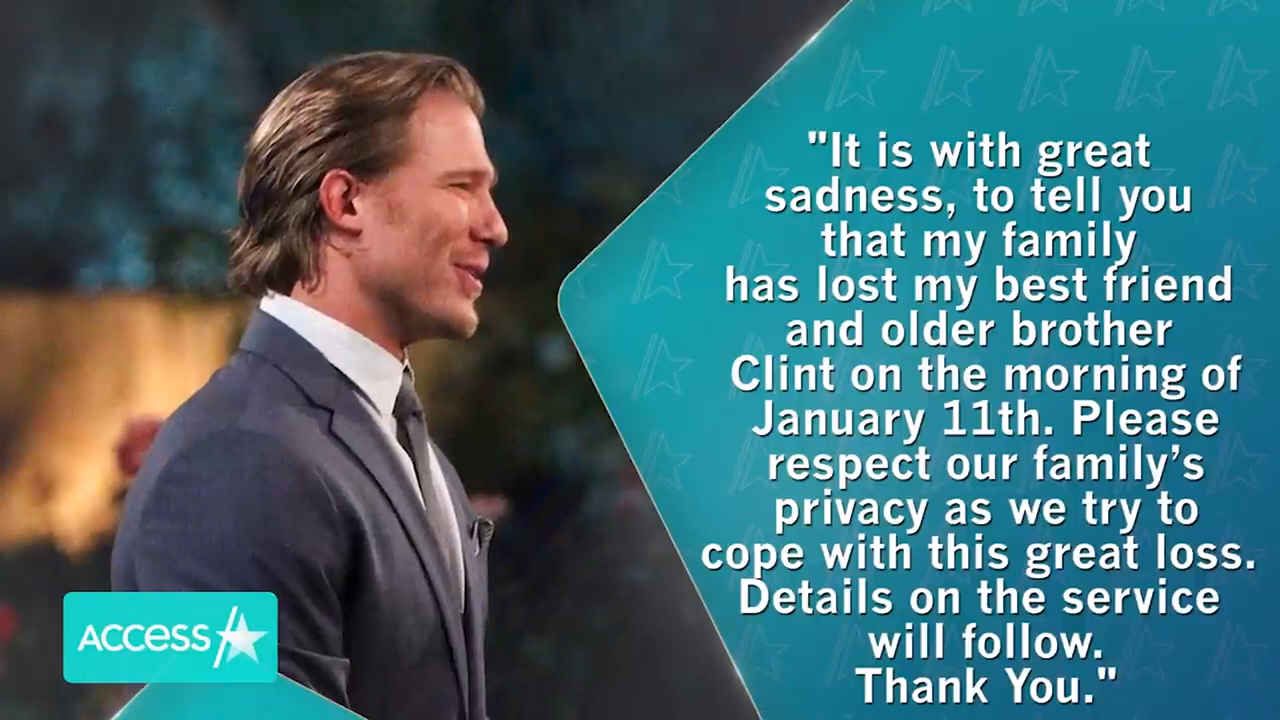 "It is with great
sadness, to tell you
that my family
has lost my best friend
and older brother
Clint on the morning of
January 11th. Please
respect our family’s
privacy as we try to
cope with this great loss.
Details on the service
will follow.
Thank You."
ACCESS